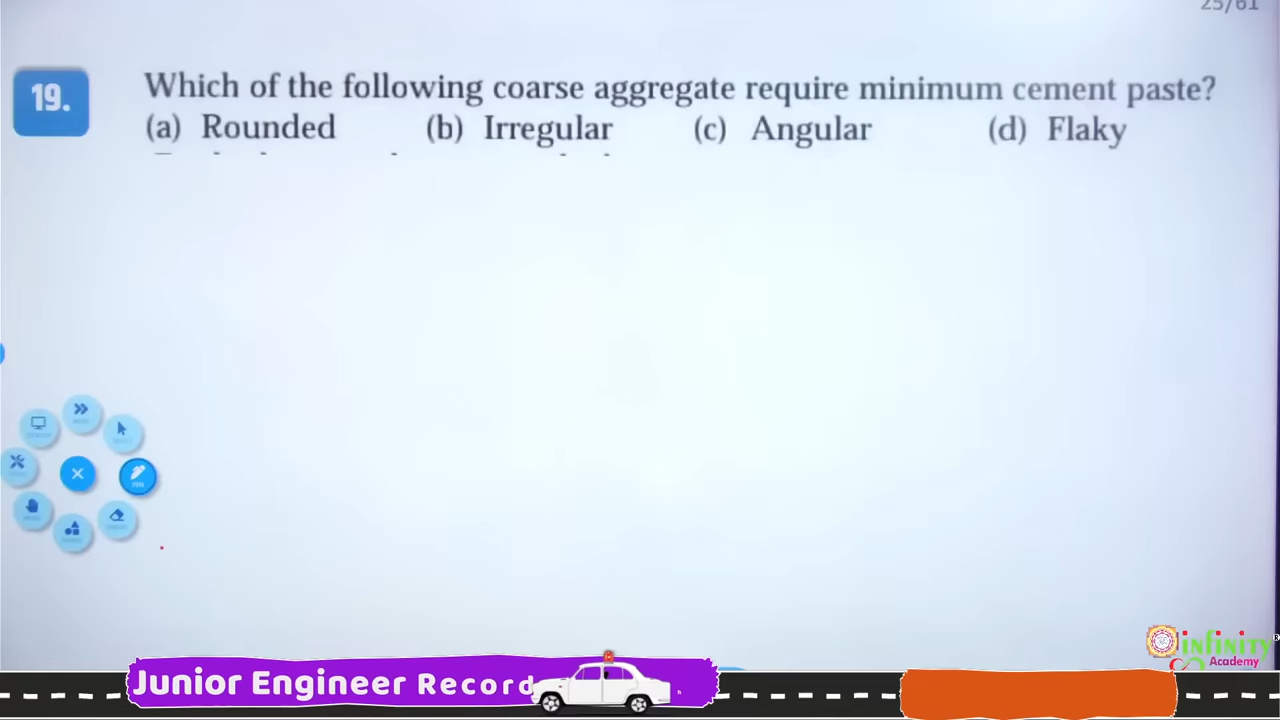 25/61
19. Which of the following coarse aggregate require minimum cement paste?
(a) Rounded (b) Irregular (c) Angular (d) Flaky
PEN
infinity
Academy
Junior Engineer Record